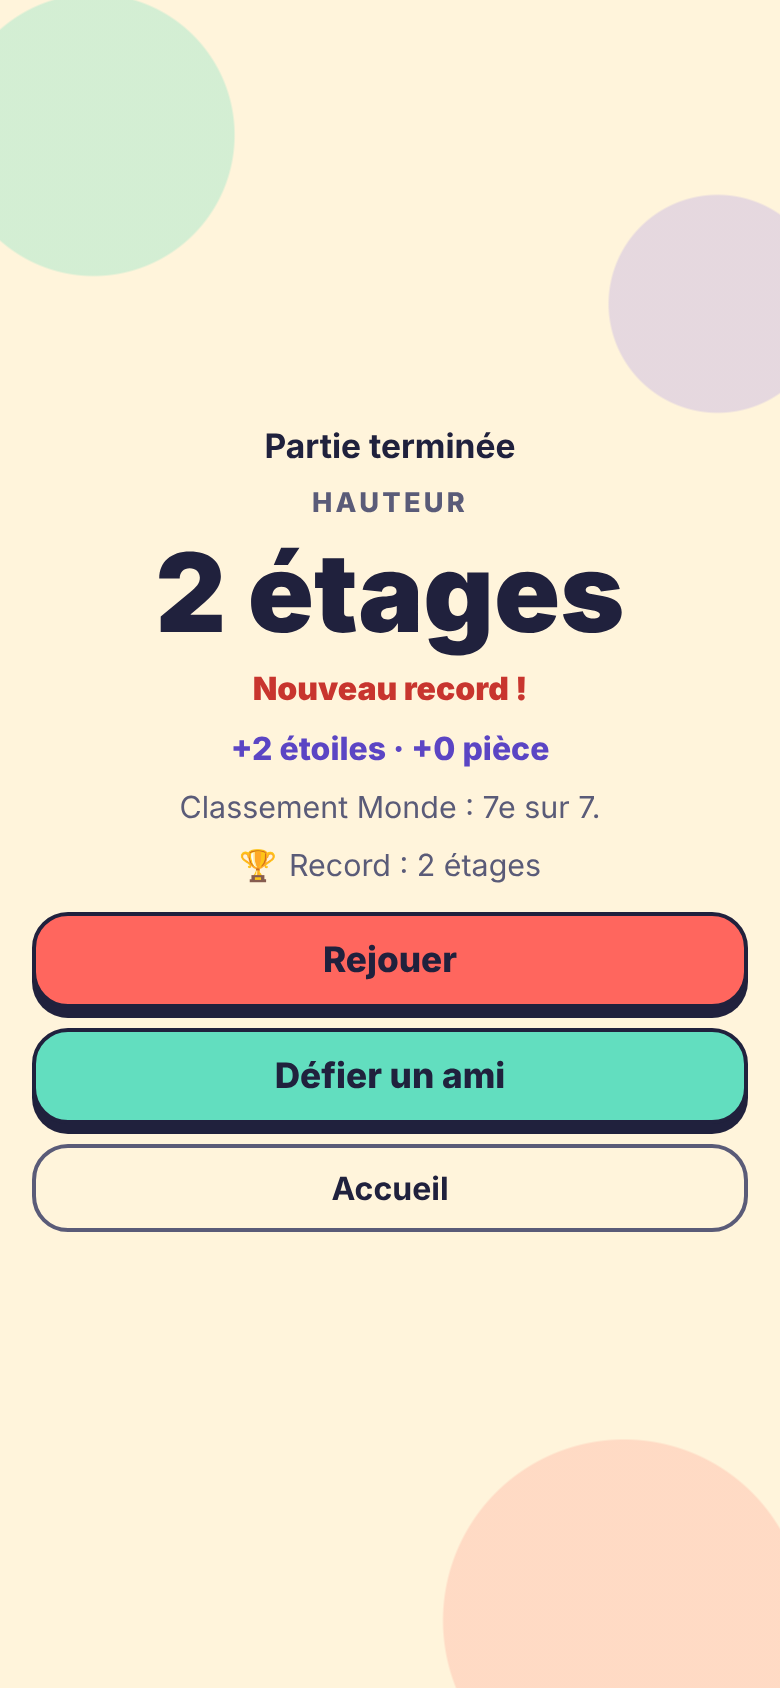 Partie terminée
HAUTEUR
2 étages
Nouveau record !
+2 étoiles · +0 pièce
Classement Monde : 7e sur 7.
🏆 Record : 2 étages
Rejouer
Défier un ami
Accueil